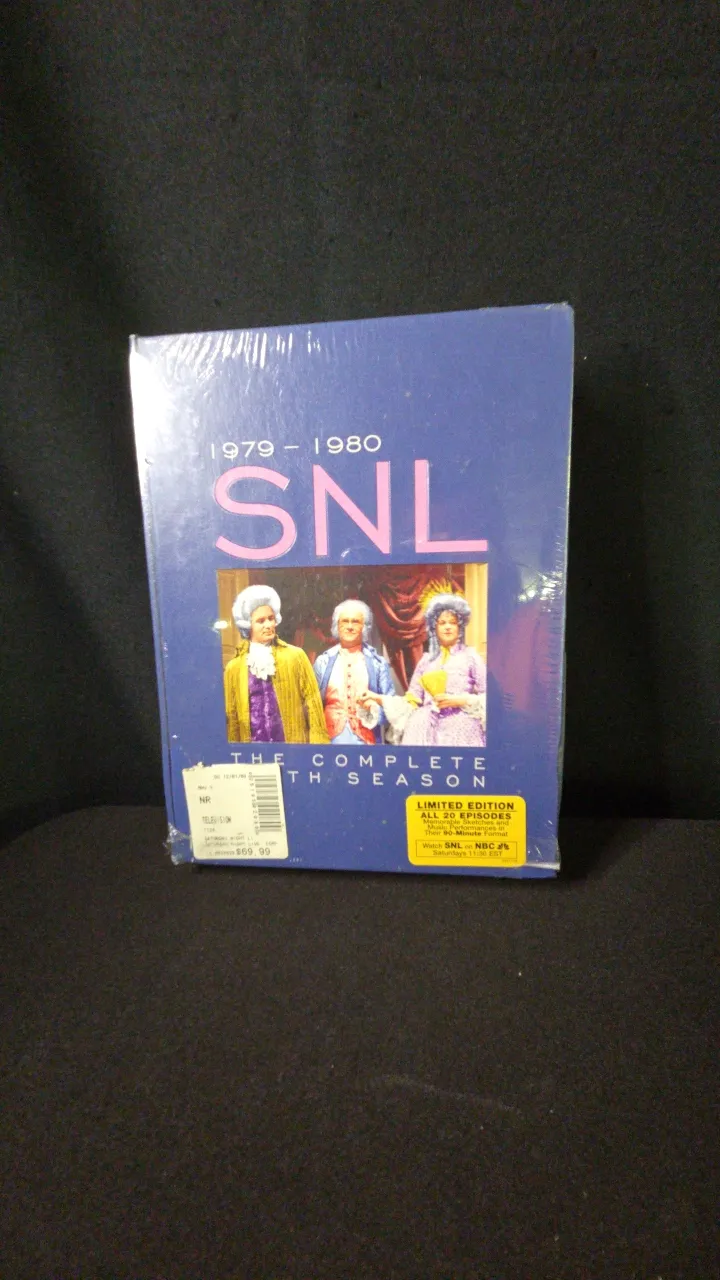 1979 – 1980
SNL
THE COMPLETE
TH SEASON
NR
TELEVISION
$69.99
LIMITED EDITION
ALL 20 EPISODES
Memorable Sketches and
Music Performances in
Their 90-Minute Format
Watch SNL on NBC
Saturdays 11:30 EST